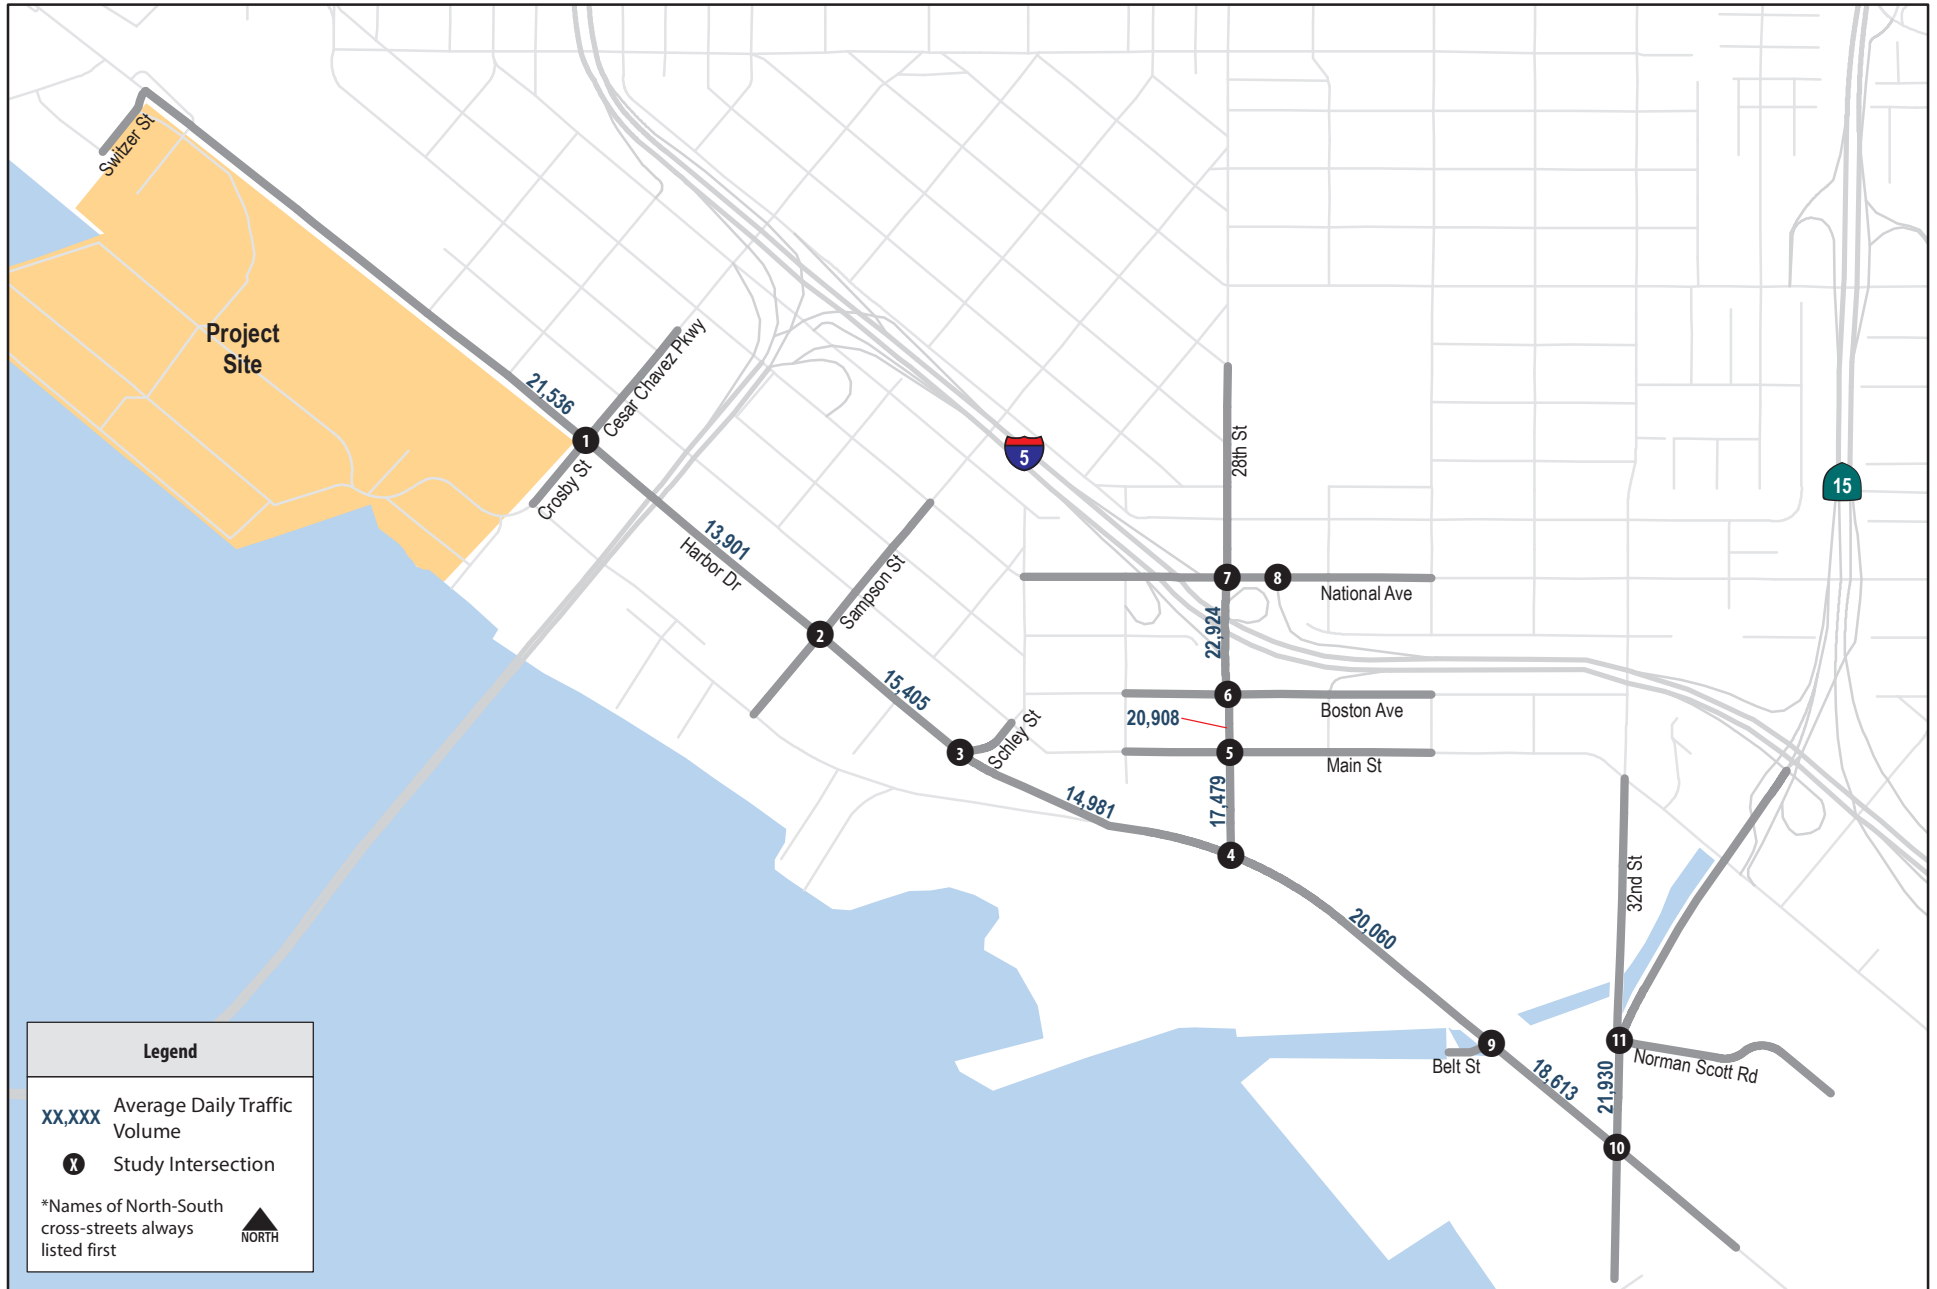 Switzer St
Project
Site
21,536
Cesar Chavez Pkwy
1
Crosby St
13,901
Harbor Dr
Sampson St
2
15,405
3
Schley St
14,981
5
28th St
15
7
8
National Ave
22,924
6
Boston Ave
20,908
5
Main St
17,479
4
20,060
32nd St
9
Belt St
18,613
11
Norman Scott Rd
21,930
10
Legend
XX,XXX
Average Daily Traffic
Volume
X
Study Intersection
*Names of North-South
cross-streets always
listed first
NORTH